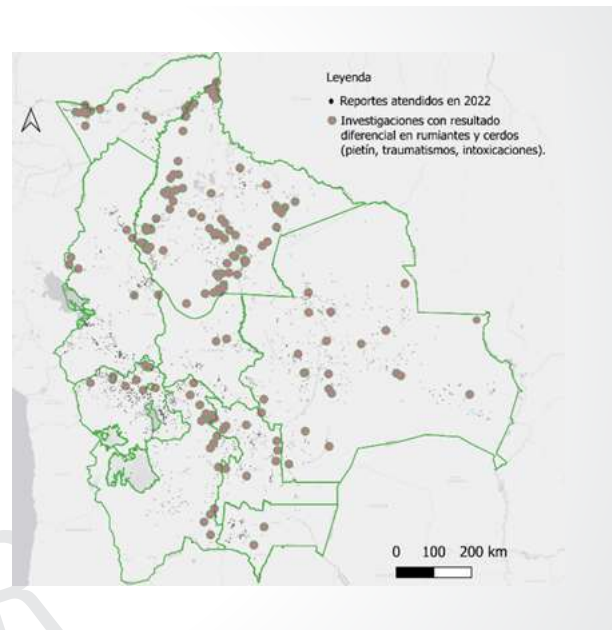 Leyenda
Reportes atendidos en 2022
Investigaciones con resultado
diferencial en rumiantes y cerdos
(pietín, traumatismos, intoxicaciones).
0 100 200 km